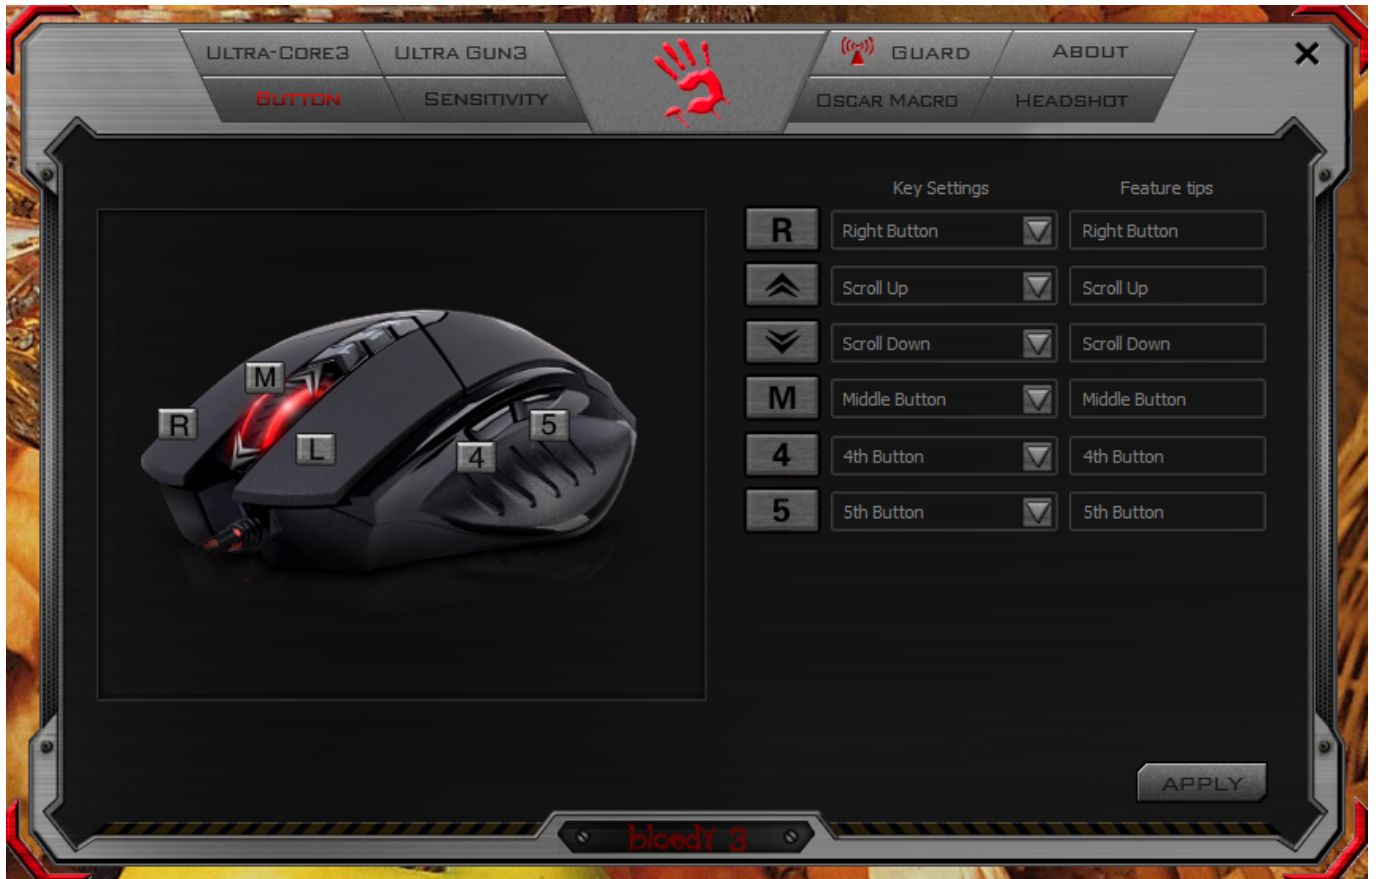 ULTRA-CORE3 ULTRA GUN3 GUARD ABOUT
BUTTON SENSITIVITY OSCAR MACRO HEADSHOT
Key Settings Feature tips
R Right Button Right Button
Scroll Up Scroll Up
Scroll Down Scroll Down
M Middle Button Middle Button
4 4th Button 4th Button
5 5th Button 5th Button
M
R
L
4
5
APPLY
bloody 3